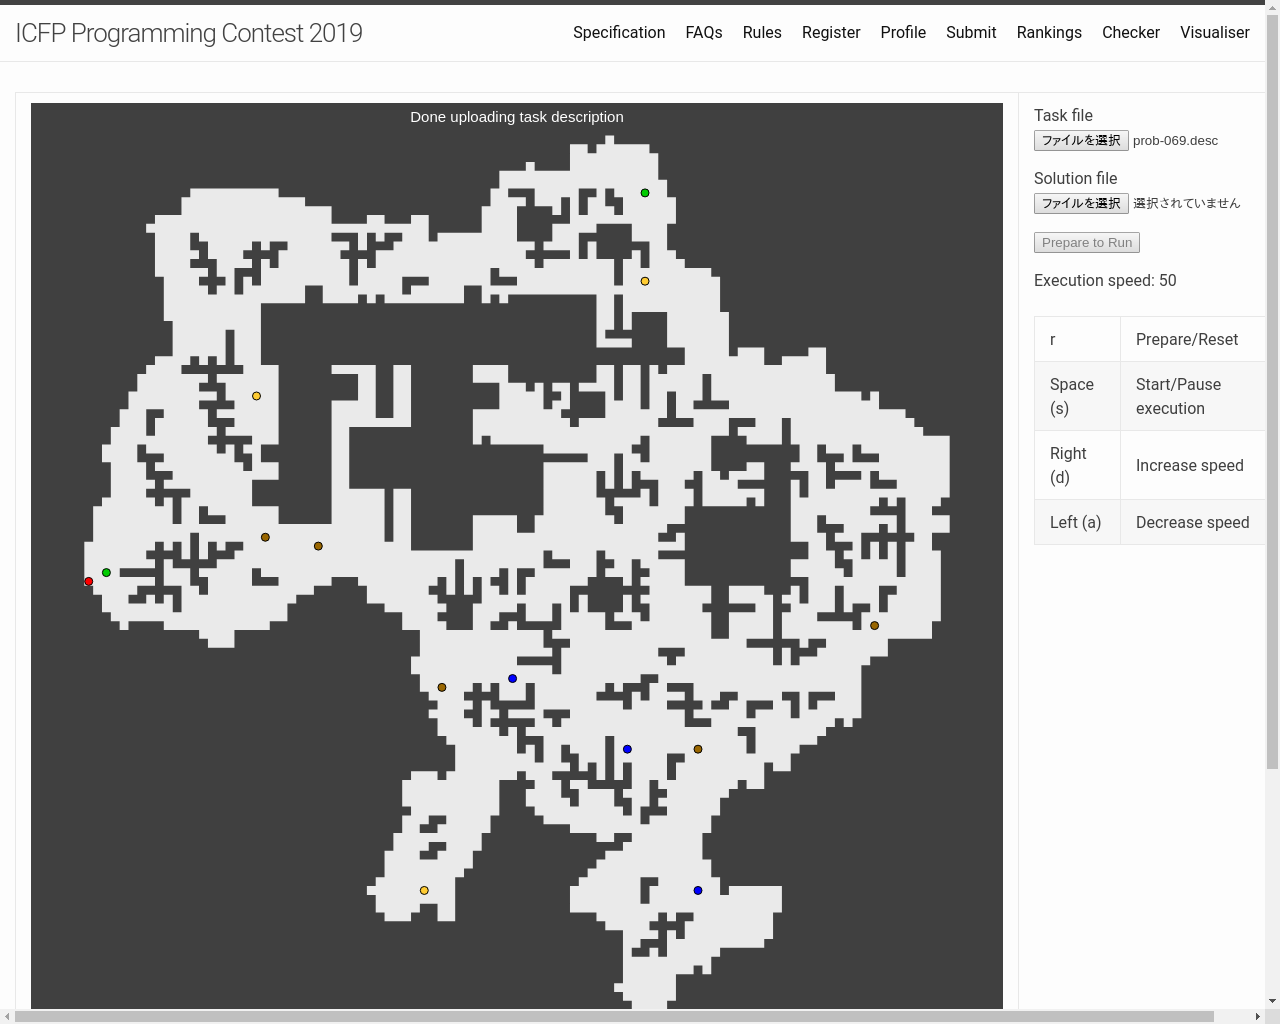 ICFP Programming Contest 2019
Specification FAQs Rules Register Profile Submit Rankings Checker Visualiser
Done uploading task description
Task file
ファイルを選択 prob-069.desc
Solution file
ファイルを選択 選択されていません
Prepare to Run
Execution speed: 50
r Prepare/Reset
Space (s) Start/Pause execution
Right (d) Increase speed
Left (a) Decrease speed